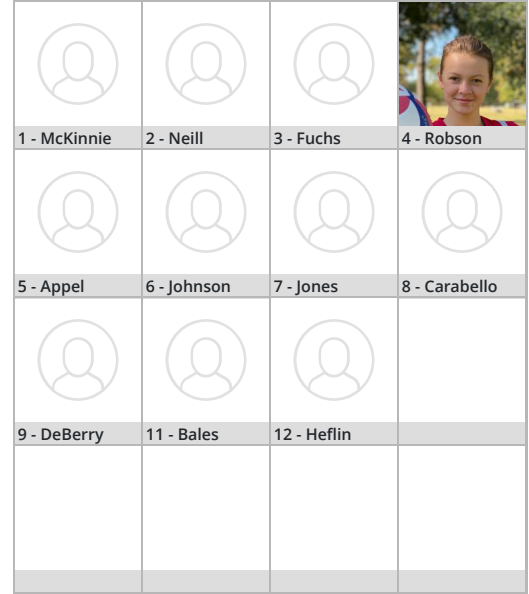 1 - McKinnie
2 - Neill
3 - Fuchs
4 - Robson
5 - Appel
6 - Johnson
7 - Jones
8 - Carabello
9 - DeBerry
11 - Bales
12 - Heflin